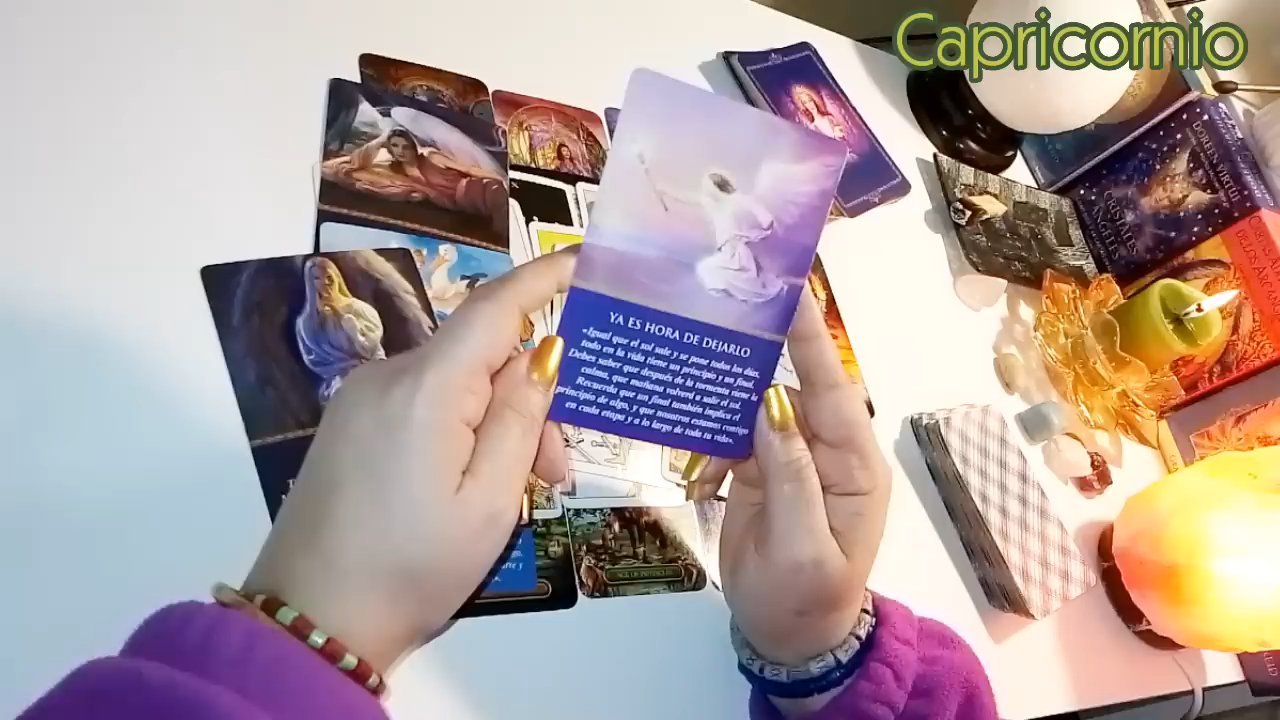 Capricornio
YA ES HORA DE DEJARLO
«Igual que el sol sale y se pone todos los días,
todo en la vida tiene un principio y un final.
Debes saber que después de la tormenta viene la
calma, que mañana volverá a salir el sol.
Recuerda que un final también implica el
principio de algo, y que nosotros estamos contigo
en cada etapa y a lo largo de toda tu vida».
DOREEN VIRTUE
CRISTALES
ÁNGELES